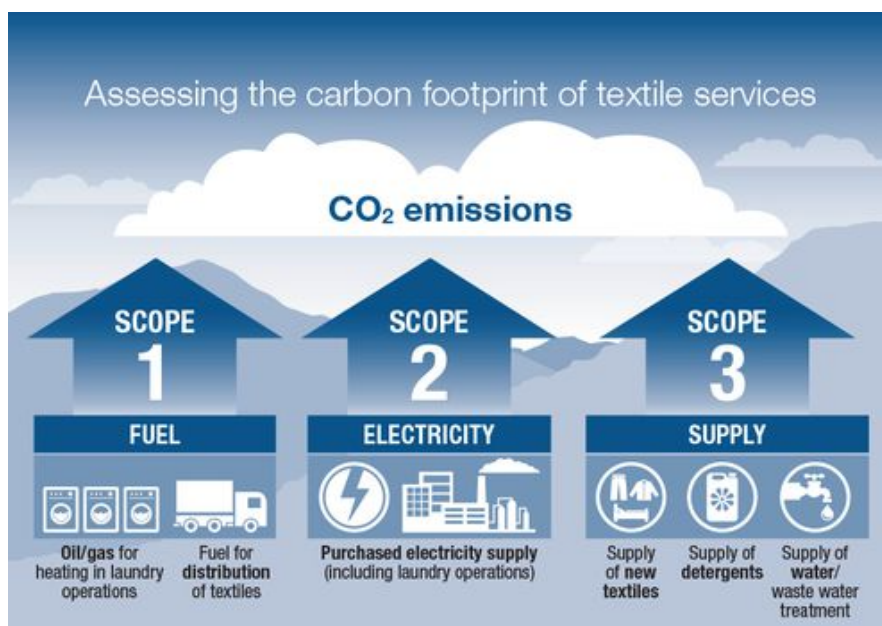 Assessing the carbon footprint of textile services
CO₂ emissions
SCOPE
1
FUEL
Oil/gas for
heating in laundry
operations
Fuel for
distribution
of textiles
SCOPE
2
ELECTRICITY
Purchased electricity supply
(including laundry operations)
SCOPE
3
SUPPLY
Supply
of new
textiles
Supply of
detergents
Supply of
water/
waste water
treatment